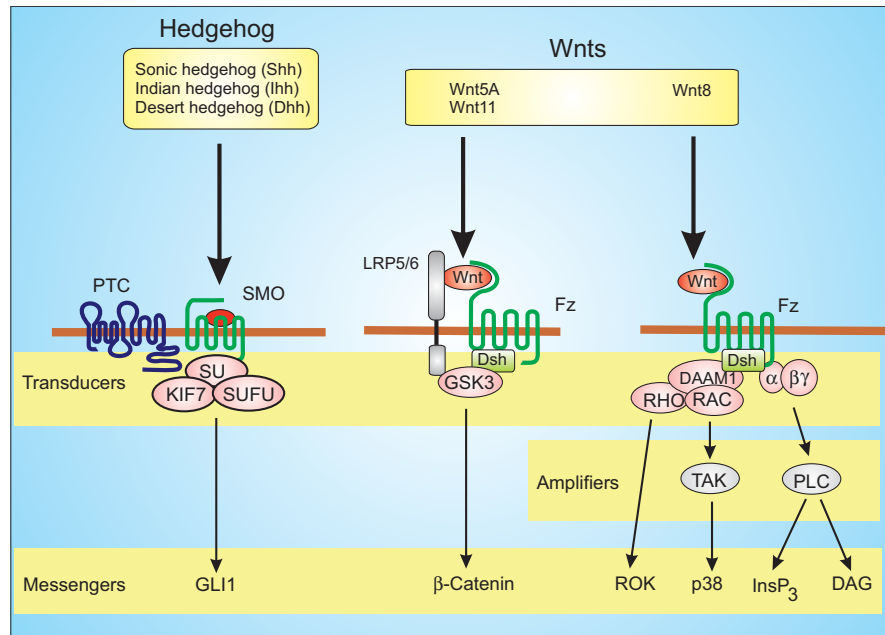 Hedgehog
Wnts
Sonic hedgehog (Shh)
Indian hedgehog (Ihh)
Desert hedgehog (Dhh)
Wnt5A
Wnt11
Wnt8
LRP5/6
PTC
SMO
Wnt
Fz
Wnt
Fz
Transducers
SU
KIF7
SUFU
Dsh
GSK3
Dsh
DAAM1
RHO
RAC
α
βγ
Amplifiers
TAK
PLC
Messengers
GLI1
β-Catenin
ROK
p38
InsP3
DAG